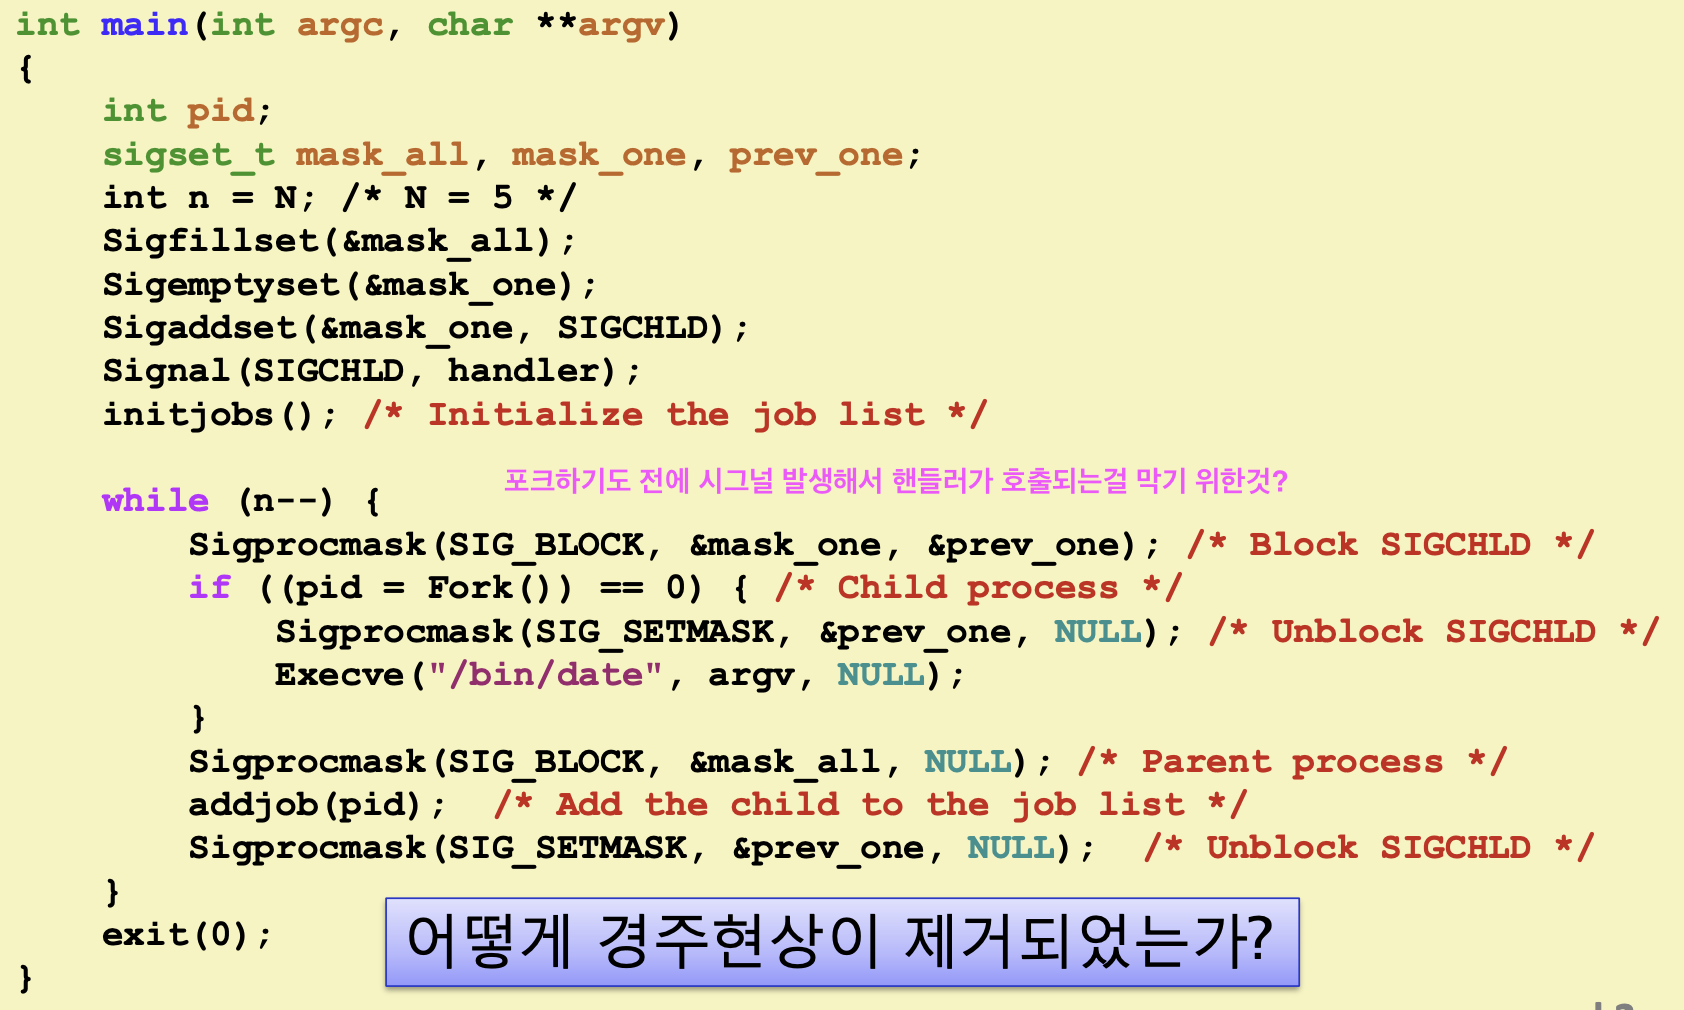 int main(int argc, char **argv)
{
int pid;
sigset_t mask_all, mask_one, prev_one;
int n = N; /* N = 5 */
Sigfillset(&mask_all);
Sigemptyset(&mask_one);
Sigaddset(&mask_one, SIGCHLD);
Signal(SIGCHLD, handler);
initjobs(); /* Initialize the job list */
포크하기도 전에 시그널 발생해서 핸들러가 호출되는걸 막기 위한것?
while (n--) {
Sigprocmask(SIG_BLOCK, &mask_one, &prev_one); /* Block SIGCHLD */
if ((pid = Fork()) == 0) { /* Child process */
Sigprocmask(SIG_SETMASK, &prev_one, NULL); /* Unblock SIGCHLD */
Execve("/bin/date", argv, NULL);
}
Sigprocmask(SIG_BLOCK, &mask_all, NULL); /* Parent process */
addjob(pid); /* Add the child to the job list */
Sigprocmask(SIG_SETMASK, &prev_one, NULL); /* Unblock SIGCHLD */
}
exit(0);
어떻게 경주현상이 제거되었는가?
}